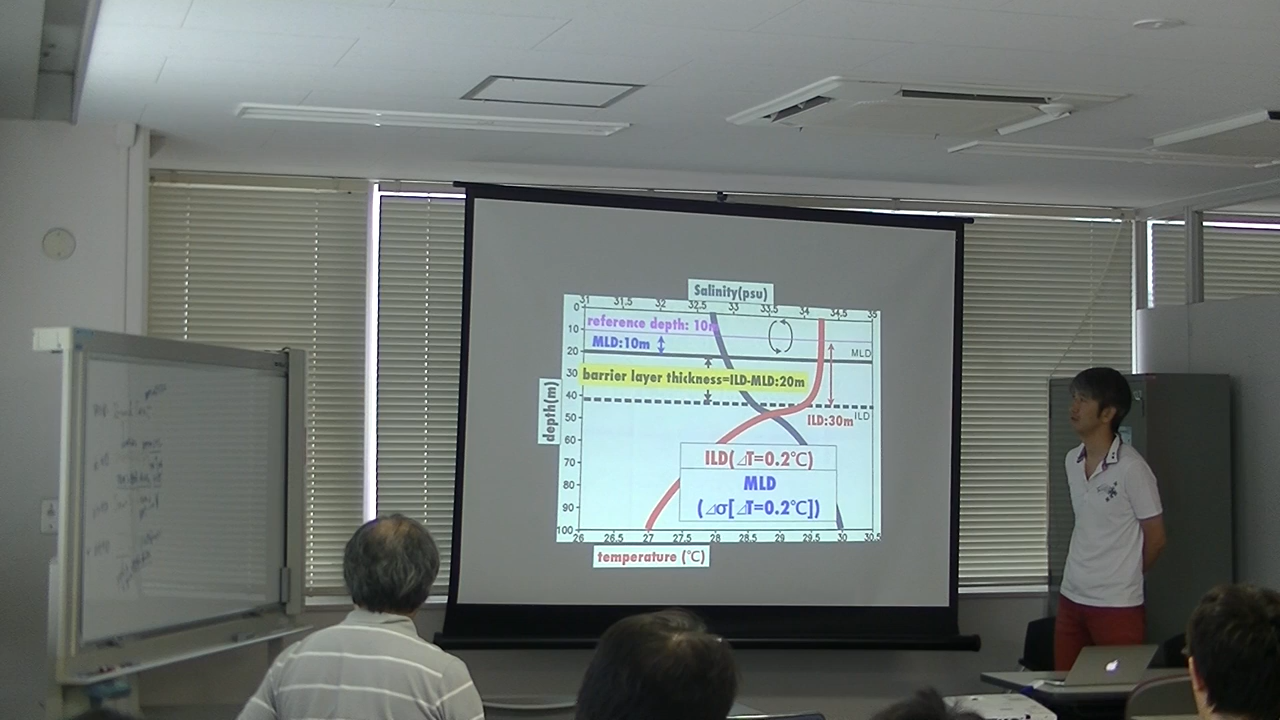 Salinity(psu)
31 31.5 32 32.5 33 33.5 34 34.5 35
reference depth: 10m
MLD:10m
MLD
barrier layer thickness=ILD-MLD:20m
ILD
ILD:30m
ILD(⊿T=0.2℃)
MLD
(⊿σ[⊿T=0.2℃])
depth(m)
0
10
20
30
40
50
60
70
80
90
100
26 26.5 27 27.5 28 28.5 29 29.5 30 30.5
temperature (℃)